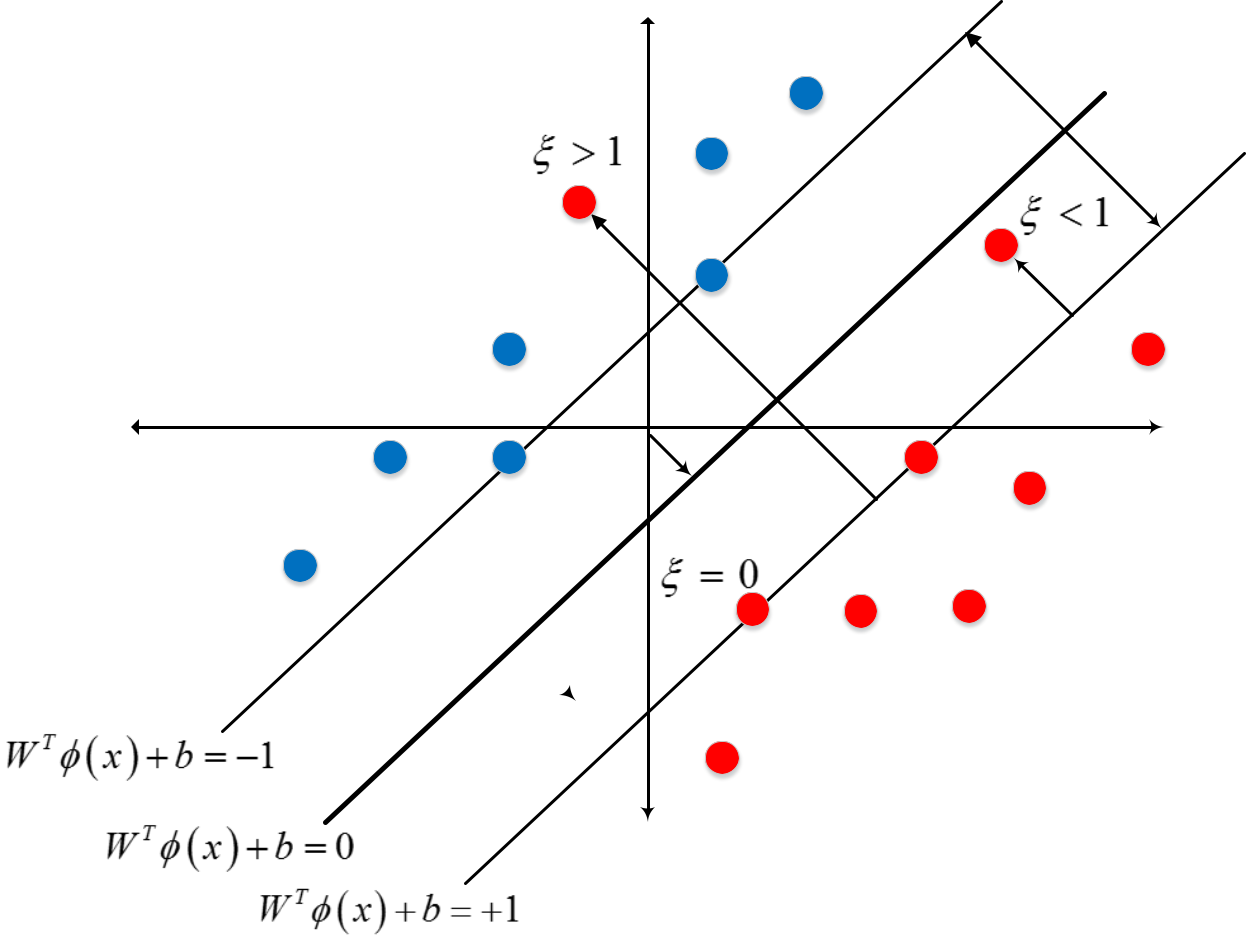 ξ > 1
ξ < 1
ξ = 0
W^T ϕ(x) + b = −1
W^T ϕ(x) + b = 0
W^T ϕ(x) + b = +1